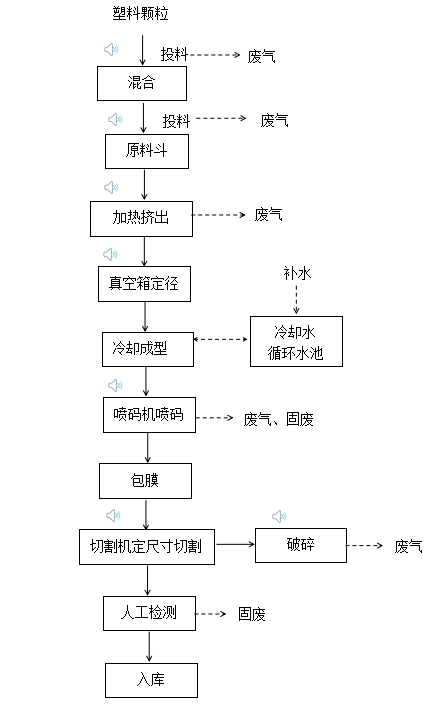 塑料颗粒
投料
废气
混合
投料
废气
原料斗
加热挤出
废气
真空箱定径
补水
冷却成型
冷却水
循环水池
喷码机喷码
废气、固废
包膜
切割机定尺寸切割
破碎
废气
人工检测
固废
入库